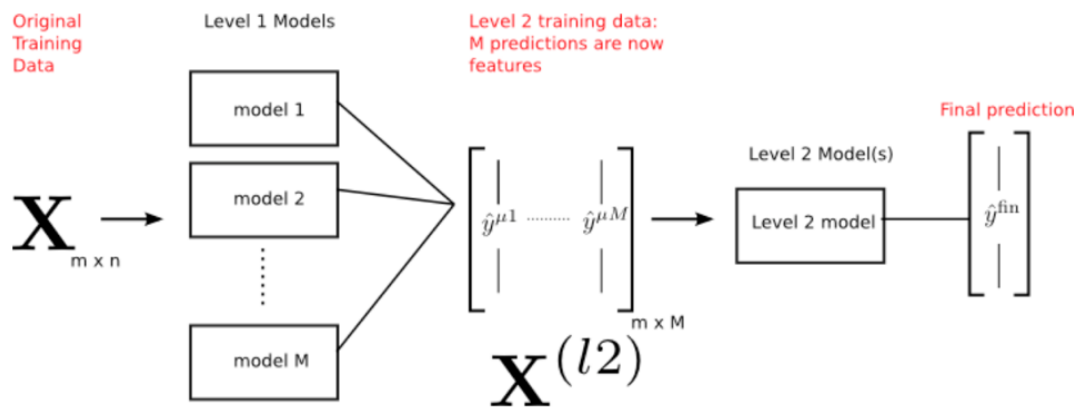 Original
Training
Data
Level 1 Models
Level 2 training data:
M predictions are now
features
model 1
model 2
model M
X
m x n
ŷ^{μ1} ........ ŷ^{μM}
m x M
X^{(l2)}
Level 2 Model(s)
Level 2 model
Final prediction
ŷ^{fin}